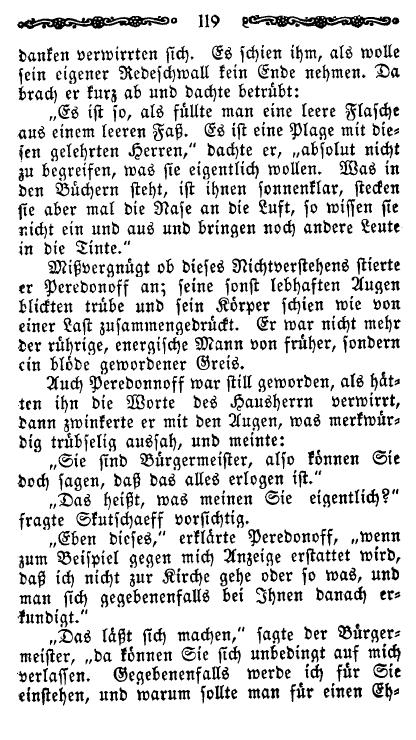 119
danken verwirrten sich. Es schien ihm, als wolle
sein eigener Redeschwall kein Ende nehmen. Da
brach er kurz ab und dachte betrübt:
„Es ist so, als füllte man eine leere Flasche
aus einem leeren Faß. Es ist eine Plage mit die-
sen gelehrten Herren,“ dachte er, „absolut nicht
zu begreifen, was sie eigentlich wollen. Was in
den Büchern steht, ist ihnen sonnenklar, stecken
sie aber mal die Nase an die Luft, so wissen sie
nicht ein und aus und bringen noch andere Leute
in die Tinte.“
Mißvergnügt ob dieses Nichtverstehens stierte
er Peredonoff an; seine sonst lebhaften Augen
blickten trübe und sein Körper schien wie von
einer Last zusammengedrückt. Er war nicht mehr
der rührige, energische Mann von früher, sondern
ein blöde gewordener Greis.
Auch Peredonnoff war still geworden, als hät-
ten ihn die Worte des Hausherrn verwirrt,
dann zwinkerte er mit den Augen, was merkwür-
dig trübselig aussah, und meinte:
„Sie sind Bürgermeister, also können Sie
doch sagen, daß das alles erlogen ist.“
„Das heißt, was meinen Sie eigentlich?“
fragte Skutschaeff vorsichtig.
„Eben dieses,“ erklärte Peredonoff, „wenn
zum Beispiel gegen mich Anzeige erstattet wird,
daß ich nicht zur Kirche gehe oder so was, und
man sich gegebenenfalls bei Ihnen danach er-
kundigt.“
„Das läßt sich machen,“ sagte der Bürger-
meister, „da können Sie sich unbedingt auf mich
verlassen. Gegebenenfalls werde ich für Sie
einstehen, und warum sollte man für einen Eh-